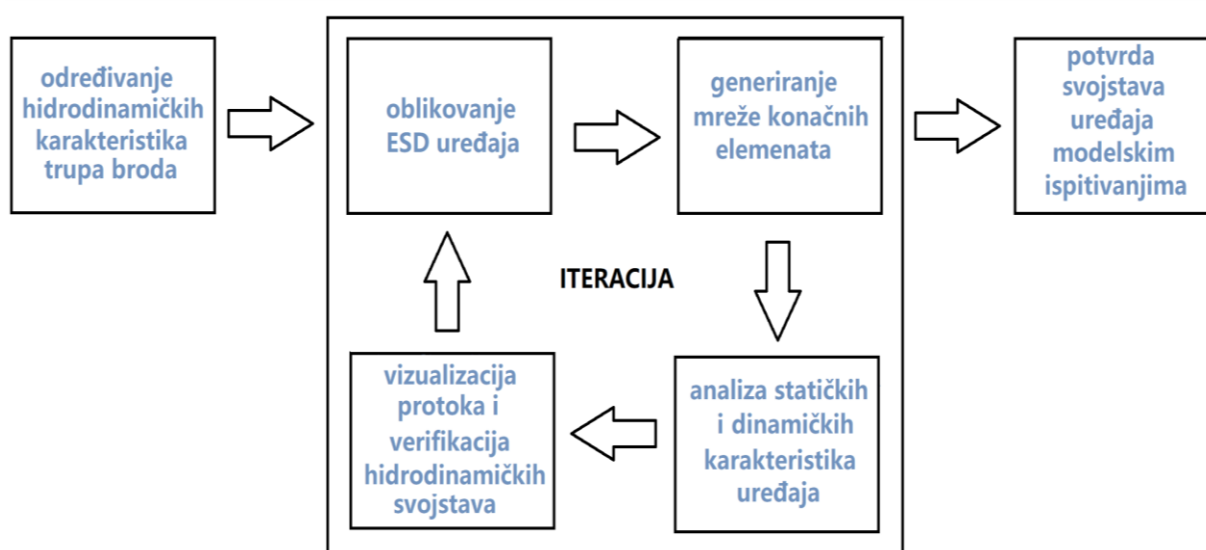 određivanje
hidrodinamičkih
karakteristika
trupa broda
oblikovanje
ESD uređaja
generiranje
mreže konačnih
elemenata
potvrda
svojstava
uređaja
modelskim
ispitivanjima
ITERACIJA
vizualizacija
protoka i
verifikacija
hidrodinamičkih
svojstava
analiza statičkih
i dinamičkih
karakteristika
uređaja